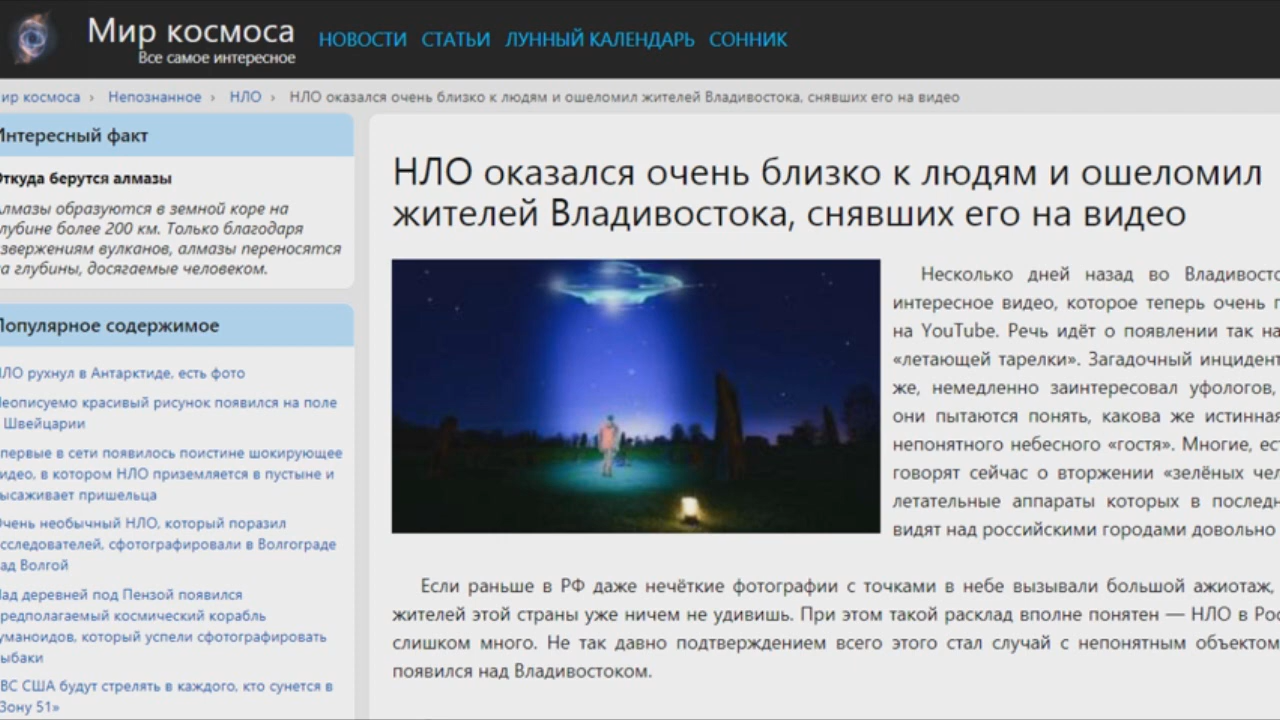 Мир космоса
Все самое интересное
НОВОСТИ СТАТЬИ ЛУННЫЙ КАЛЕНДАРЬ СОННИК
космоса › Непознанное › НЛО › НЛО оказался очень близко к людям и ошеломил жителей Владивостока, снявших его на видео
Интересный факт
Откуда берутся алмазы
Алмазы образуются в земной коре на
глубине более 200 км. Только благодаря
извержениям вулканов, алмазы переносятся
на глубины, досягаемые человеком.
Популярное содержимое
НЛО рухнул в Антарктиде, есть фото
Неописуемо красивый рисунок появился на поле
в Швейцарии
Впервые в сети появилось поистине шокирующее
видео, в котором НЛО приземляется в пустыне и
высаживает пришельца
Очень необычный НЛО, который поразил
исследователей, сфотографировали в Волгограде
над Волгой
Над деревней под Пензой появился
предполагаемый космический корабль
гуманоидов, который успели сфотографировать
рыбаки
ВВС США будут стрелять в каждого, кто сунется в
«Зону 51»
НЛО оказался очень близко к людям и ошеломил
жителей Владивостока, снявших его на видео
Несколько дней назад во
интересное видео, которое теперь очень
на YouTube. Речь идёт о появлении так
«летающей тарелки». Загадочный инцидент
же, немедленно заинтересовал уфологов,
они пытаются понять, какова же
непонятного небесного «гостя». Многие,
говорят сейчас о вторжении «зелёных
летательные аппараты которых в
видят над российскими городами довольно
Если раньше в РФ даже нечёткие фотографии с точками в небе вызывали большой ажиотаж,
жителей этой страны уже ничем не удивишь. При этом такой расклад вполне понятен — НЛО в
слишком много. Не так давно подтверждением всего этого стал случай с непонятным объектом
появился над Владивостоком.